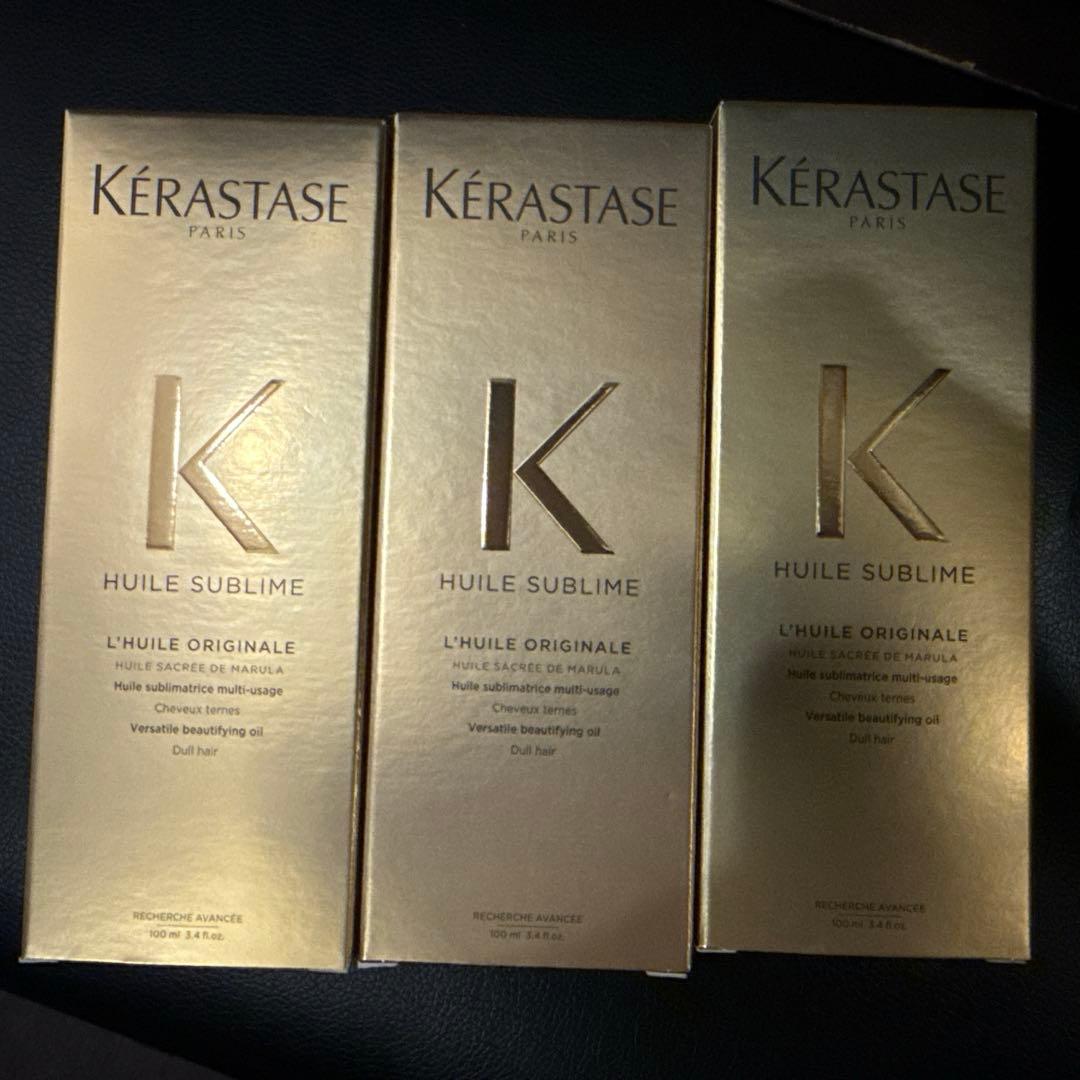 KÉRASTASE
PARIS
K
HUILE SUBLIME
L'HUILE ORIGINALE
HUILE SACRÉE DE MARULA
Huile sublimatrice multi-usage
Cheveux ternes
Versatile beautifying oil
Dull hair
RECHERCHE AVANCÉE
100 ml 3.4 fl.oz.
KÉRASTASE
PARIS
K
HUILE SUBLIME
L'HUILE ORIGINALE
HUILE SACRÉE DE MARULA
Huile sublimatrice multi-usage
Cheveux ternes
Versatile beautifying oil
Dull hair
RECHERCHE AVANCÉE
100 ml 3.4 fl.oz.
KÉRASTASE
PARIS
K
HUILE SUBLIME
L'HUILE ORIGINALE
HUILE SACRÉE DE MARULA
Huile sublimatrice multi-usage
Cheveux ternes
Versatile beautifying oil
Dull hair
RECHERCHE AVANCÉE
100 ml 3.4 fl.oz.